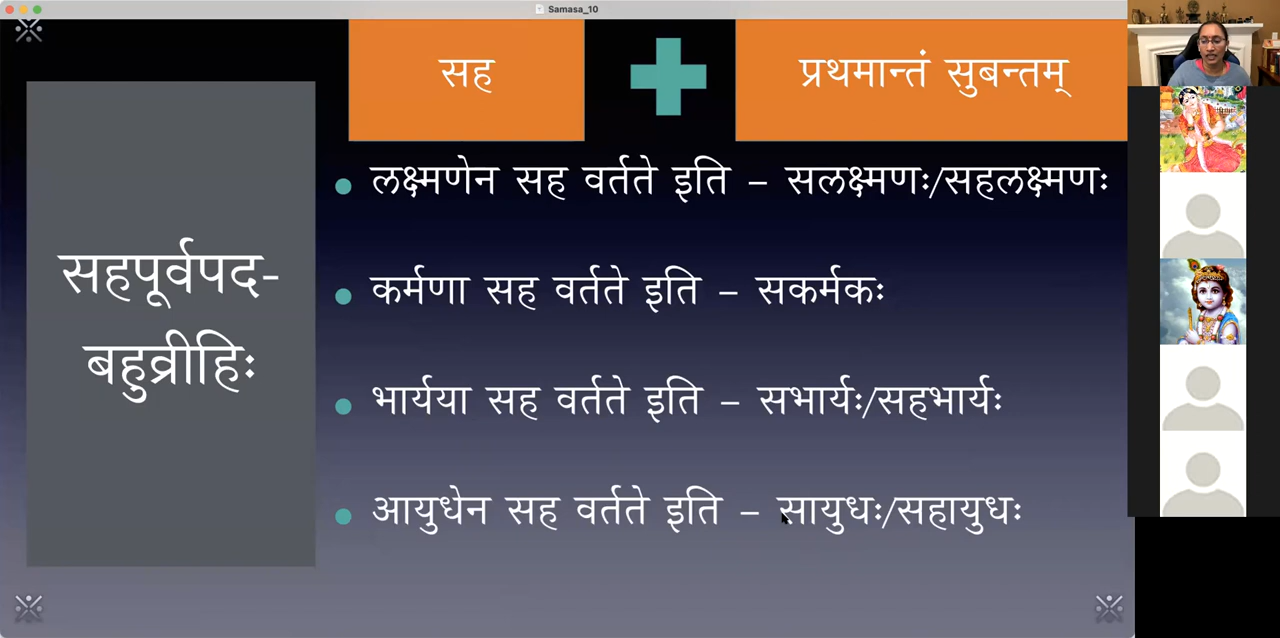 Samasa_10
सह
प्रथमान्तं सुबन्तम्
सहपूर्वपद-
बहुव्रीहिः
लक्ष्मणेन सह वर्तते इति – सलक्ष्मणः/सहलक्ष्मणः
कर्मणा सह वर्तते इति – सकर्मकः
भार्यया सह वर्तते इति – सभार्यः/सहभार्यः
आयुधेन सह वर्तते इति – सायुधः/सहायुधः